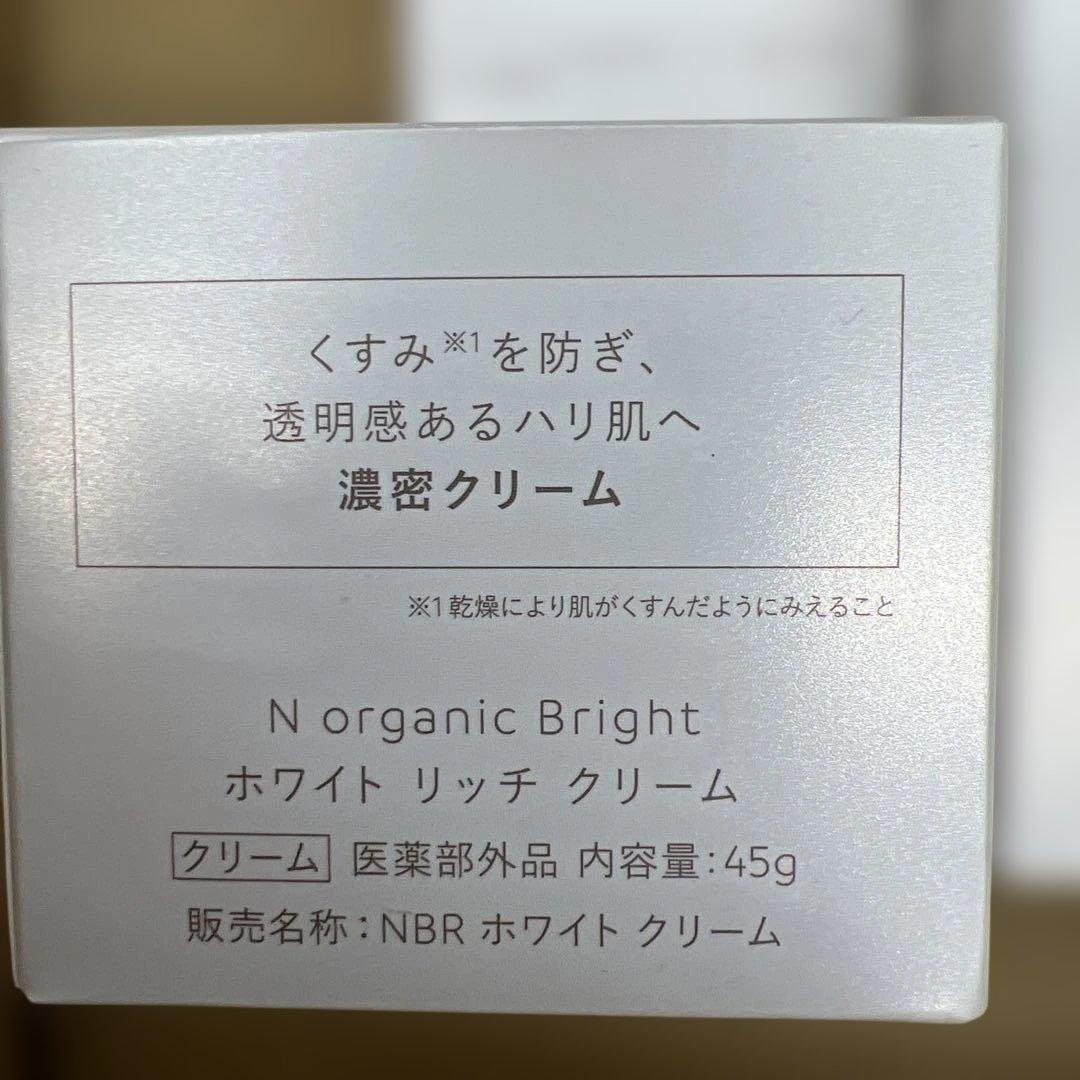 くすみ※1を防ぎ、
透明感あるハリ肌へ
濃密クリーム
※1 乾燥により肌がくすんだようにみえること
N organic Bright
ホワイト リッチ クリーム
クリーム 医薬部外品 内容量:45g
販売名称:NBR ホワイト クリーム